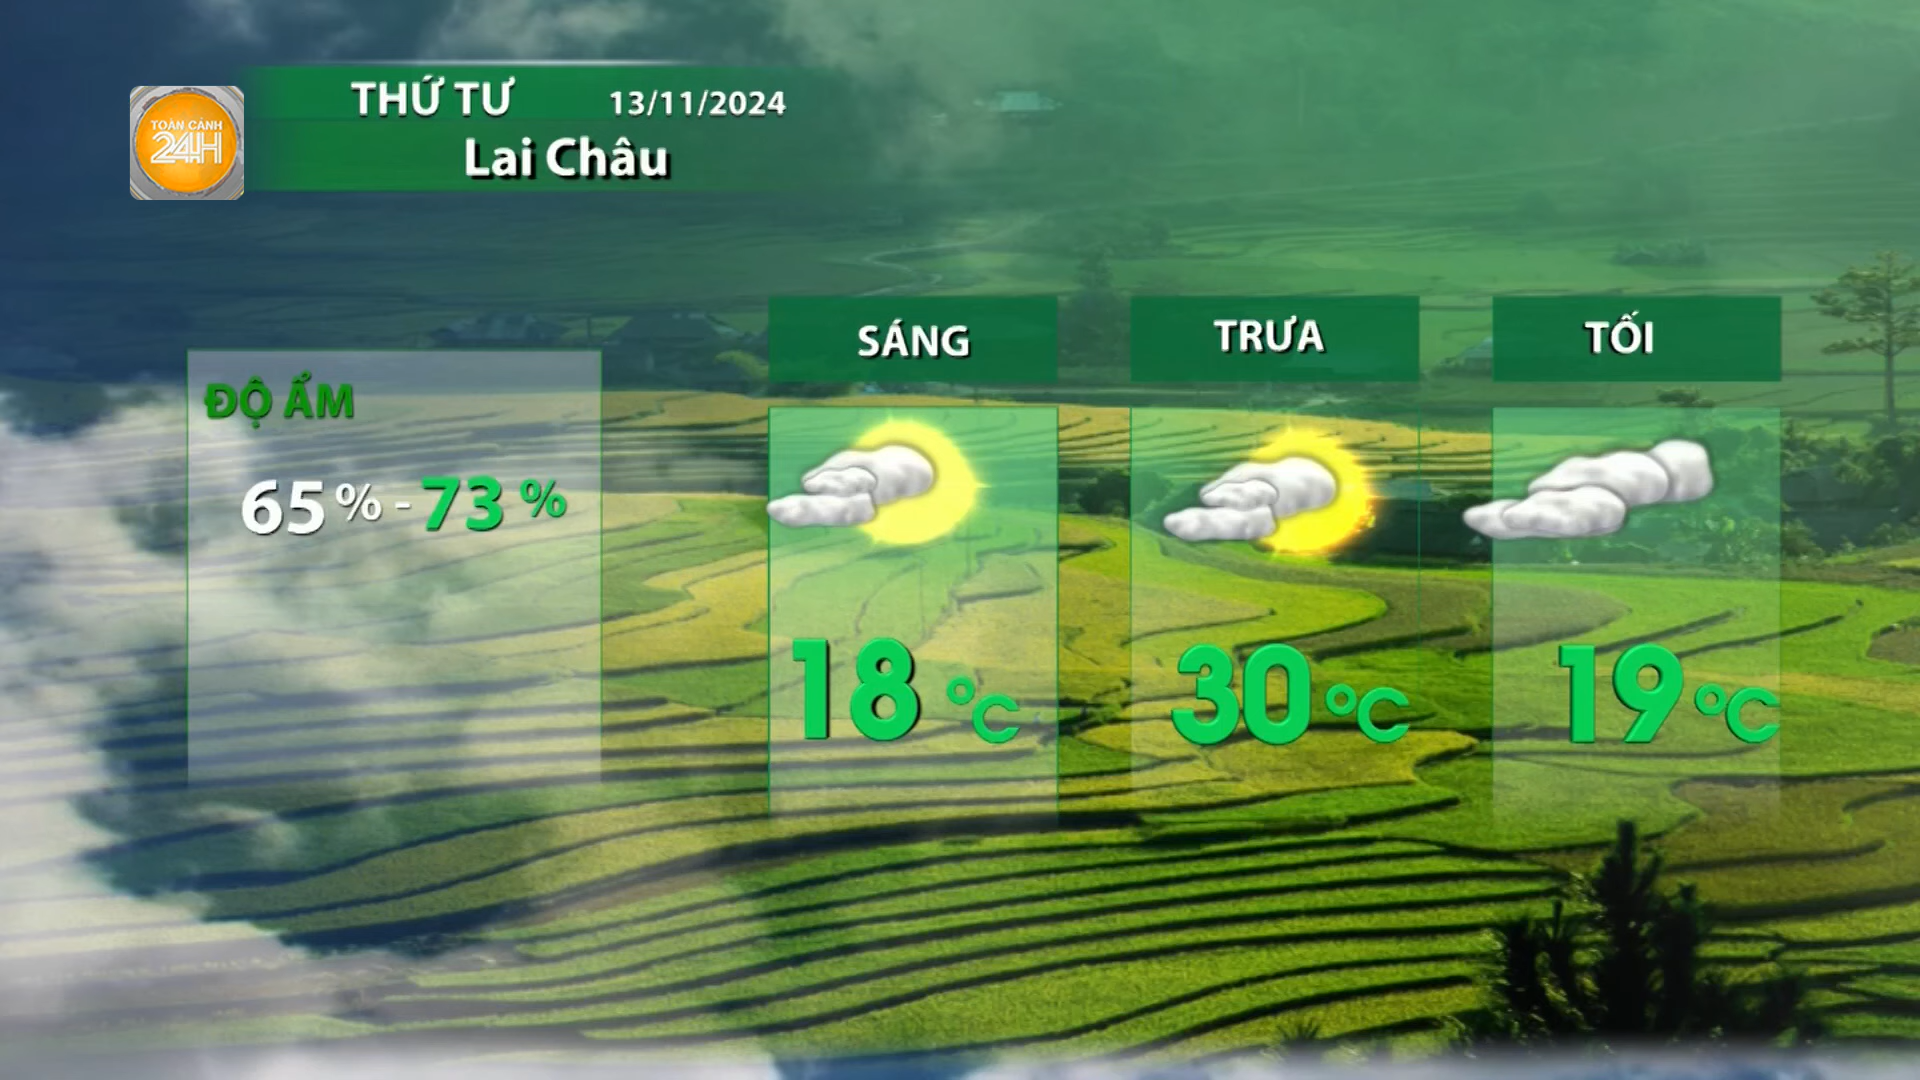 TOÀN CẢNH
24H
THỨ TƯ 13/11/2024
Lai Châu
ĐỘ ẨM
65% - 73%
SÁNG
TRƯA
TỐI
18 °C
30 °C
19 °C